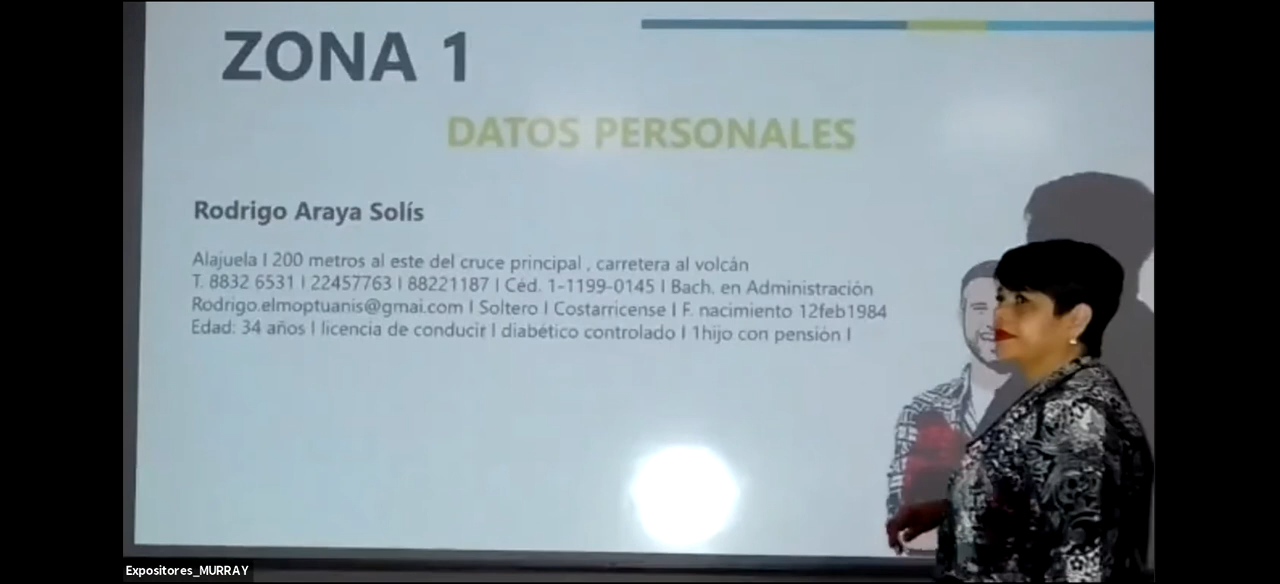 ZONA 1
DATOS PERSONALES
Rodrigo Araya Solís
Alajuela I 200 metros al este del cruce principal , carretera al volcán
T. 8832 6531 I 22457763 I 88221187 I Céd. 1-1199-0145 I Bach. en Administración
Rodrigo.elmoptuanis@gmai.com I Soltero I Costarricense I F. nacimiento 12feb1984
Edad: 34 años I licencia de conducir I diabético controlado I 1hijo con pensión I
Expositores_MURRAY